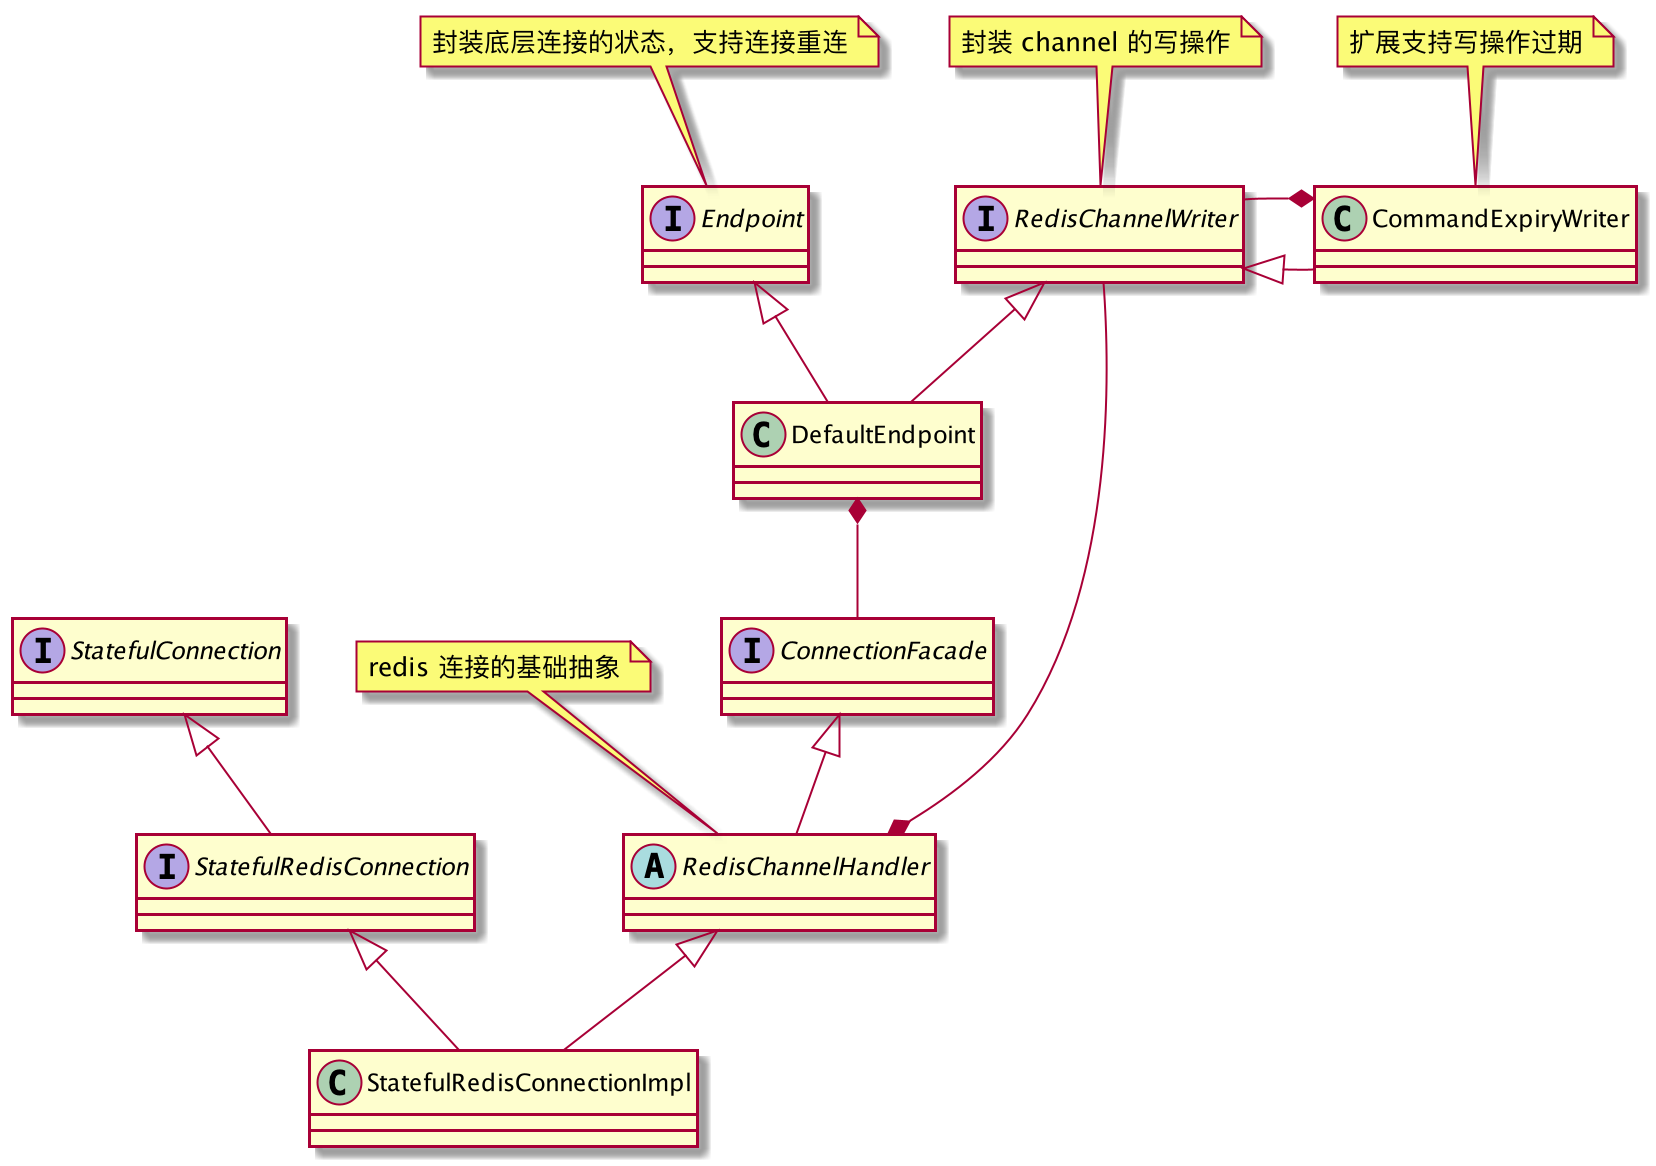 封装底层连接的状态，支持连接重连
封装 channel 的写操作
扩展支持写操作过期
I Endpoint
I RedisChannelWriter
C CommandExpiryWriter
C DefaultEndpoint
I StatefulConnection
redis 连接的基础抽象
I ConnectionFacade
I StatefulRedisConnection
A RedisChannelHandler
C StatefulRedisConnectionImpl